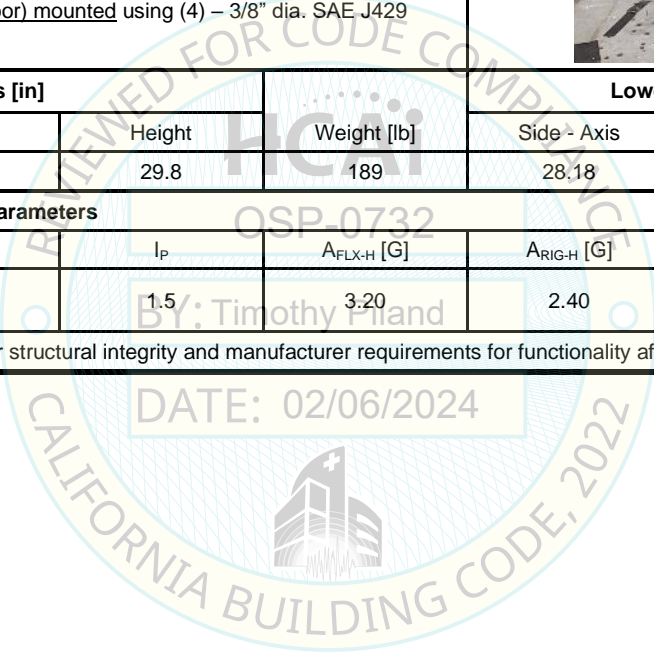 oor) mounted using (4) – 3/8” dia. SAE J429
s [in]
Lowe
Height
Weight [lb]
Side - Axis
29.8
189
28.18
arameters
IP
AFLX-H [G]
ARIG-H [G]
1.5
3.20
2.40
r structural integrity and manufacturer requirements for functionality af
REVIEWED FOR CODE COMPLIANCE
HCAi
OSP-0732
BY: Timothy Piland
DATE: 02/06/2024
CALIFORNIA BUILDING CODE, 2022